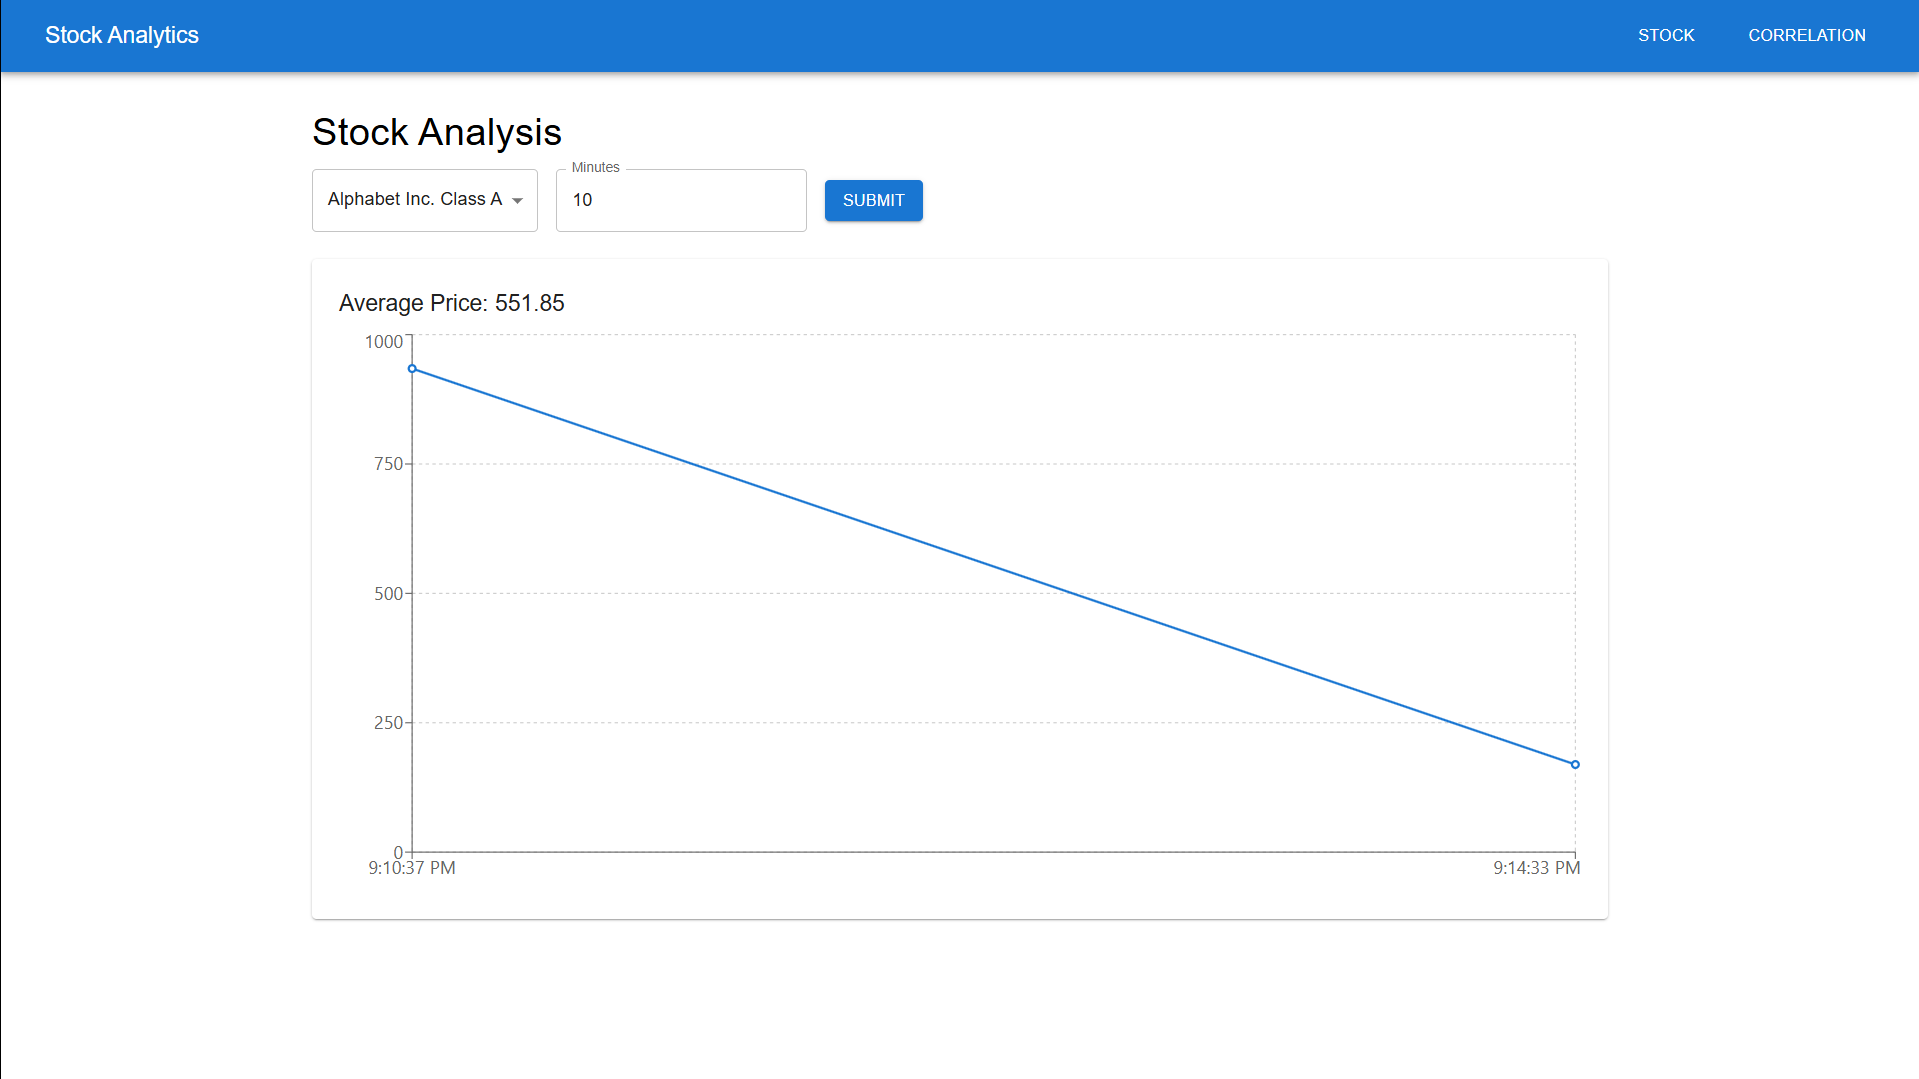 Stock Analytics
STOCK
CORRELATION
Stock Analysis
Minutes
Alphabet Inc. Class A
10
SUBMIT
Average Price: 551.85
1000
750
500
250
0
9:10:37 PM
9:14:33 PM